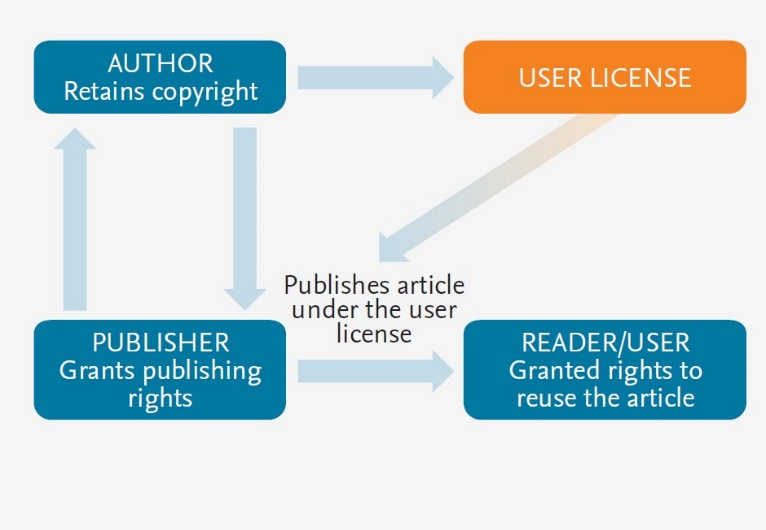 AUTHOR
Retains copyright
USER LICENSE
Publishes article
under the user
license
PUBLISHER
Grants publishing
rights
READER/USER
Granted rights to
reuse the article